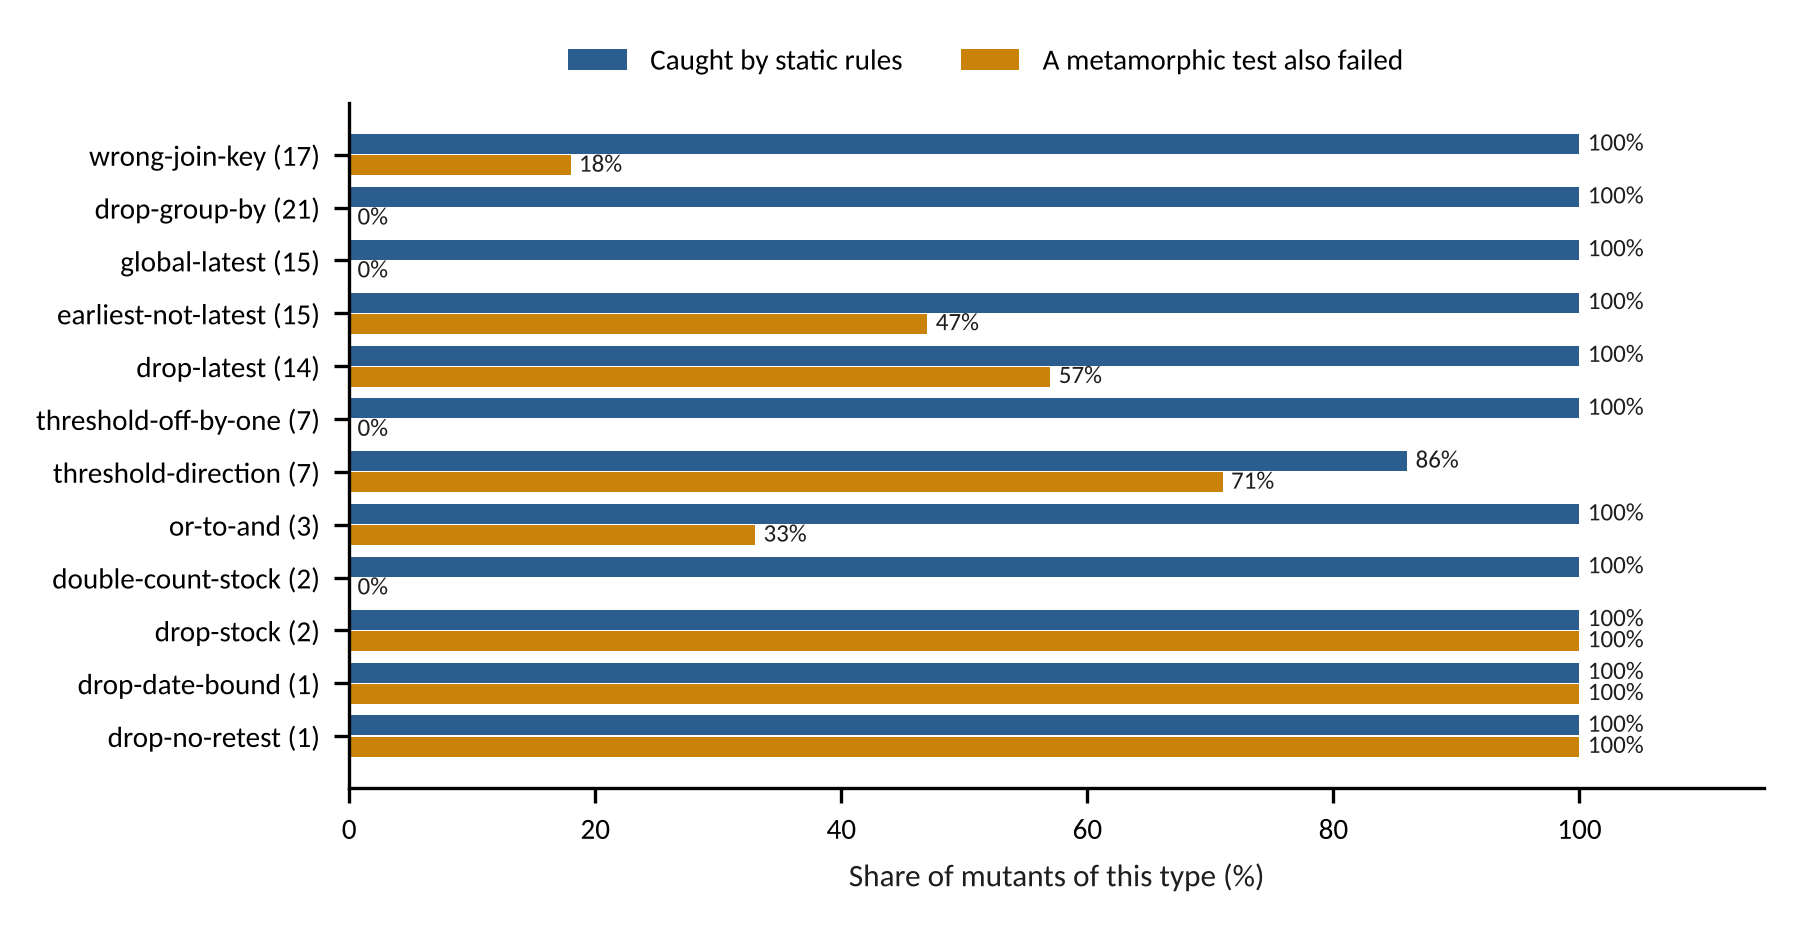 Caught by static rules A metamorphic test also failed
wrong-join-key (17) 100%
18%
drop-group-by (21) 100%
0%
global-latest (15) 100%
0%
earliest-not-latest (15) 100%
47%
drop-latest (14) 100%
57%
threshold-off-by-one (7) 100%
0%
threshold-direction (7) 86%
71%
or-to-and (3) 100%
33%
double-count-stock (2) 100%
0%
drop-stock (2) 100%
100%
drop-date-bound (1) 100%
100%
drop-no-retest (1) 100%
100%
0 20 40 60 80 100
Share of mutants of this type (%)